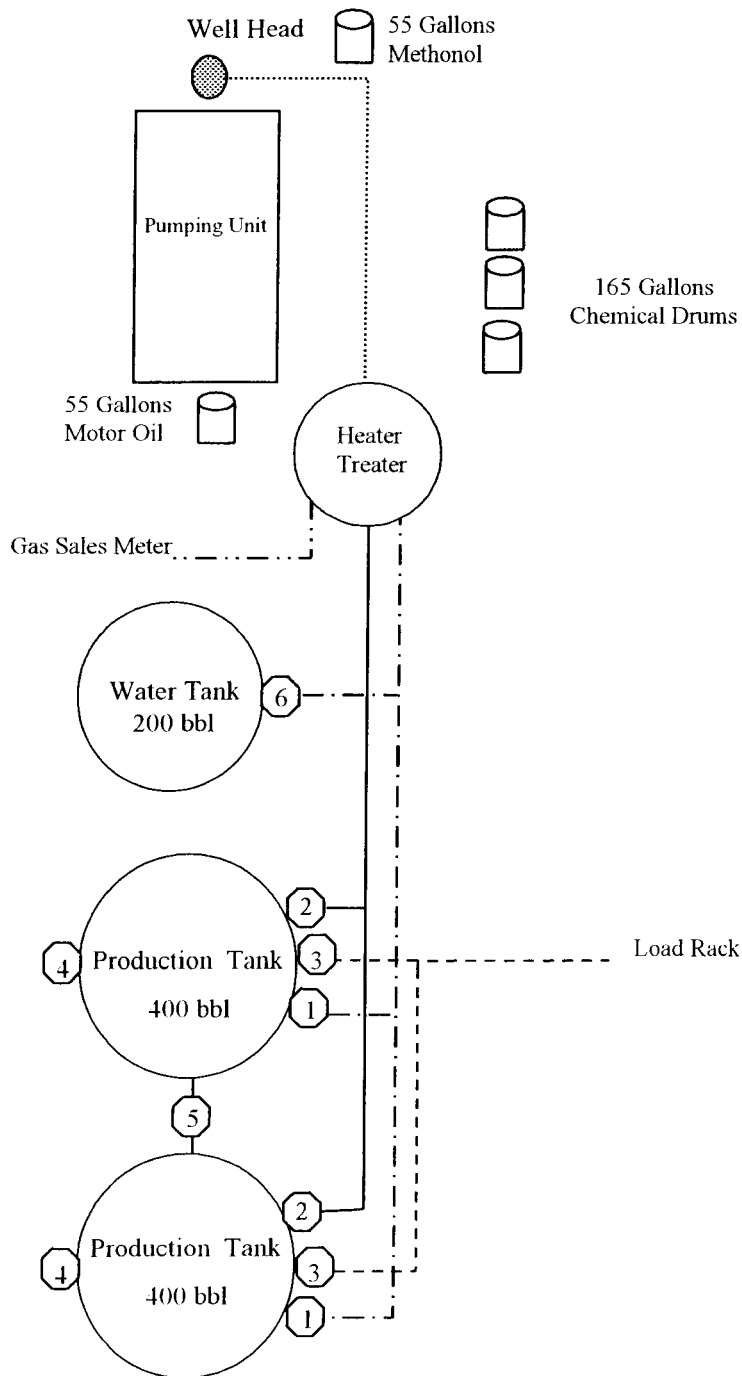 Well Head
55 Gallons
Methonol
Pumping Unit
165 Gallons
Chemical Drums
55 Gallons
Motor Oil
Heater
Treater
Gas Sales Meter
Water Tank
200 bbl
6
2
4
Production Tank
3
Load Rack
400 bbl
1
5
2
4
Production Tank
3
400 bbl
1